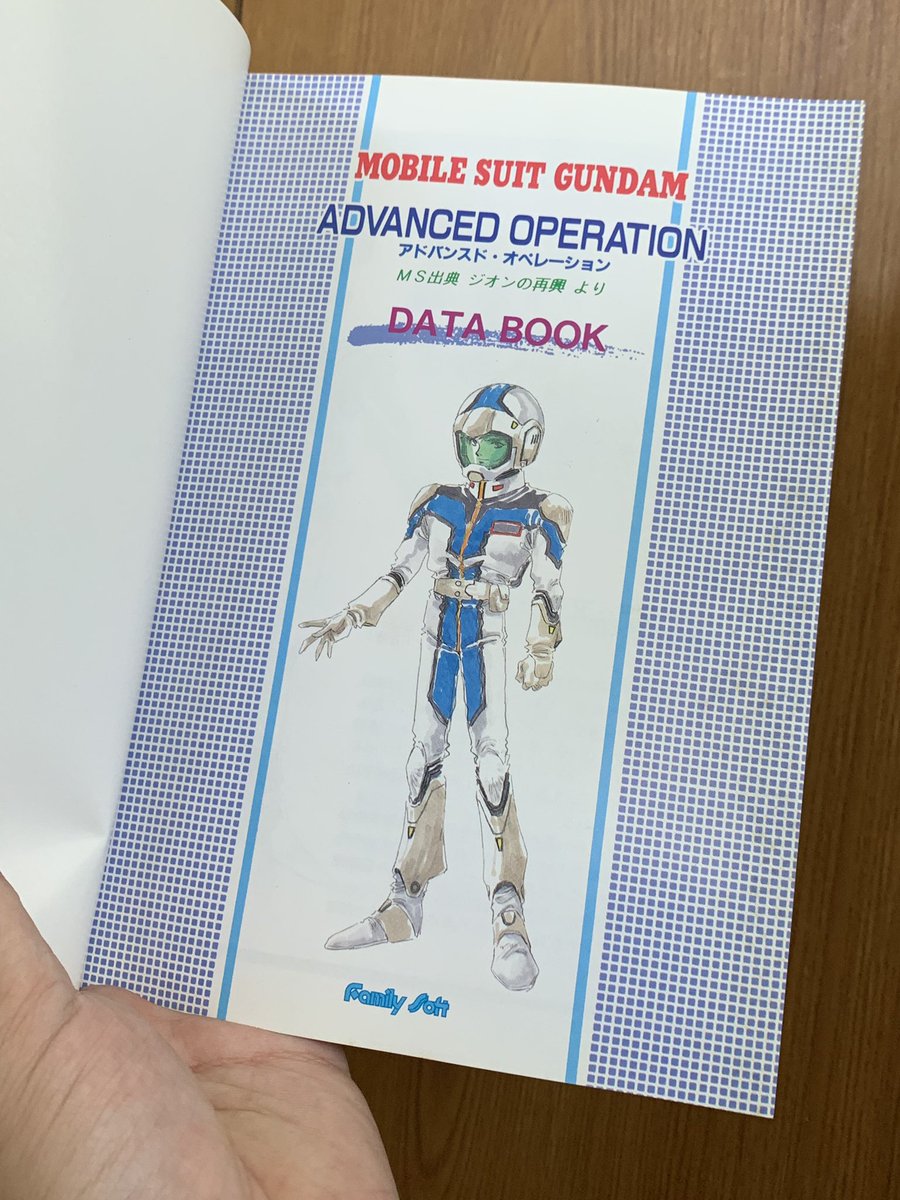 MOBILE SUIT GUNDAM
ADVANCED OPERATION
アドバンスド・オペレーション
MS出典 ジオンの再興 より
DATA BOOK
Family Soft